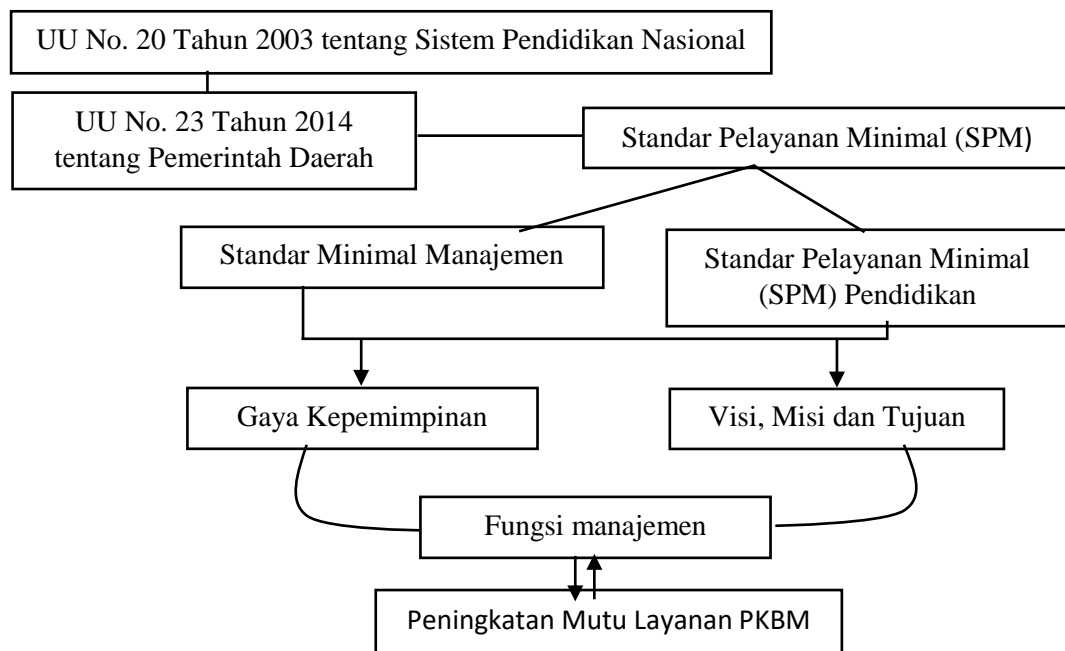 UU No. 20 Tahun 2003 tentang Sistem Pendidikan Nasional
UU No. 23 Tahun 2014
tentang Pemerintah Daerah
Standar Pelayanan Minimal (SPM)
Standar Minimal Manajemen
Standar Pelayanan Minimal
(SPM) Pendidikan
Gaya Kepemimpinan
Visi, Misi dan Tujuan
Fungsi manajemen
Peningkatan Mutu Layanan PKBM